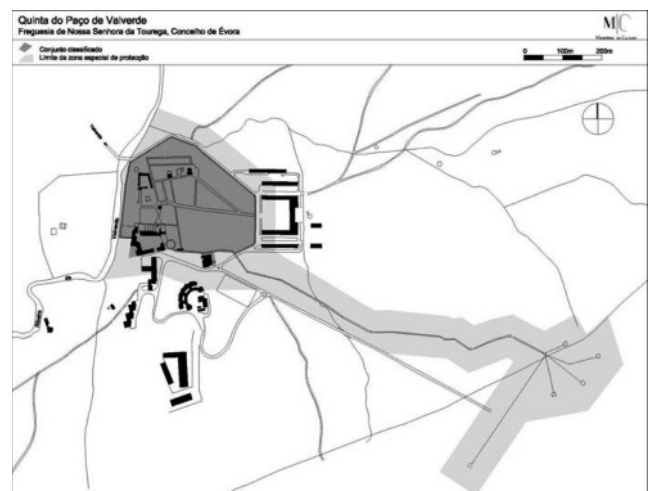 Quinta do Paço de Valverde
Freguesia de Nossa Senhora da Tourega, Concelho de Évora
M|C
Conjunto classificado
Limite da zona especial de protecção
0 100m 200m